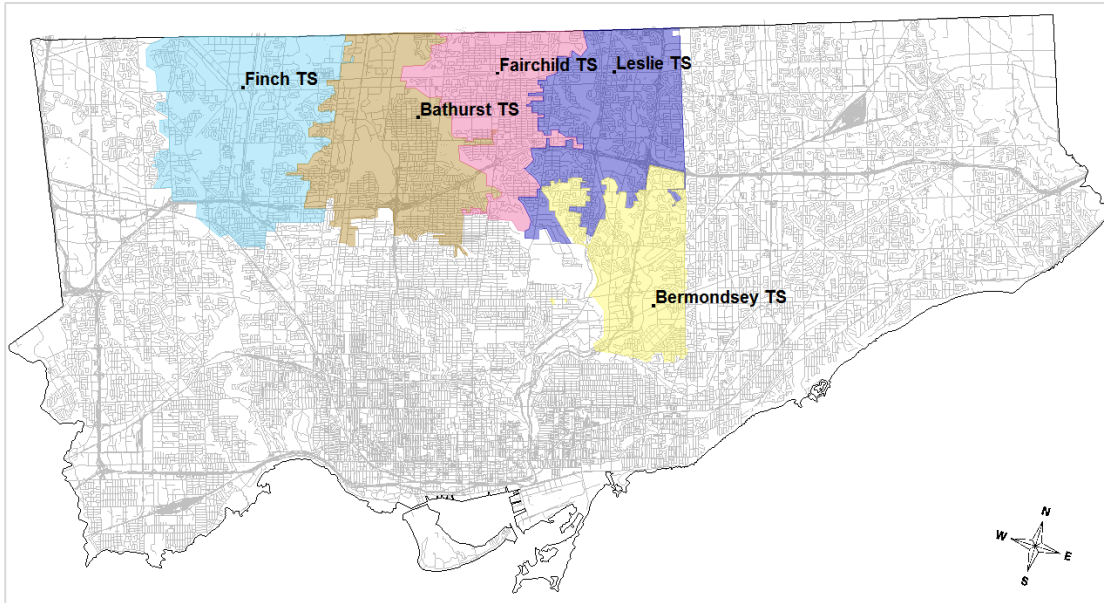 Finch TS
Fairchild TS
Leslie TS
Bathurst TS
Bermondsey TS
N
W
E
S